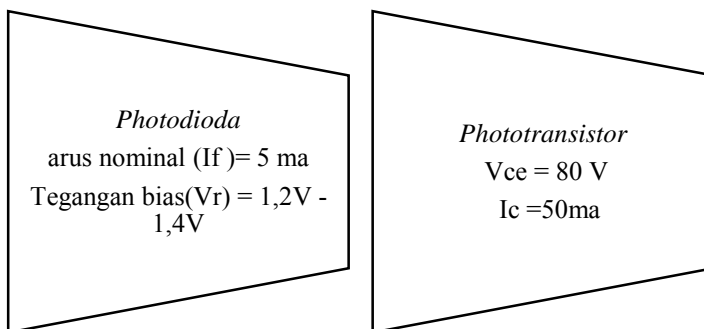 Photodioda
arus nominal (If )= 5 ma
Tegangan bias(Vr) = 1,2V -
1,4V
Phototransistor
Vce = 80 V
Ic =50ma